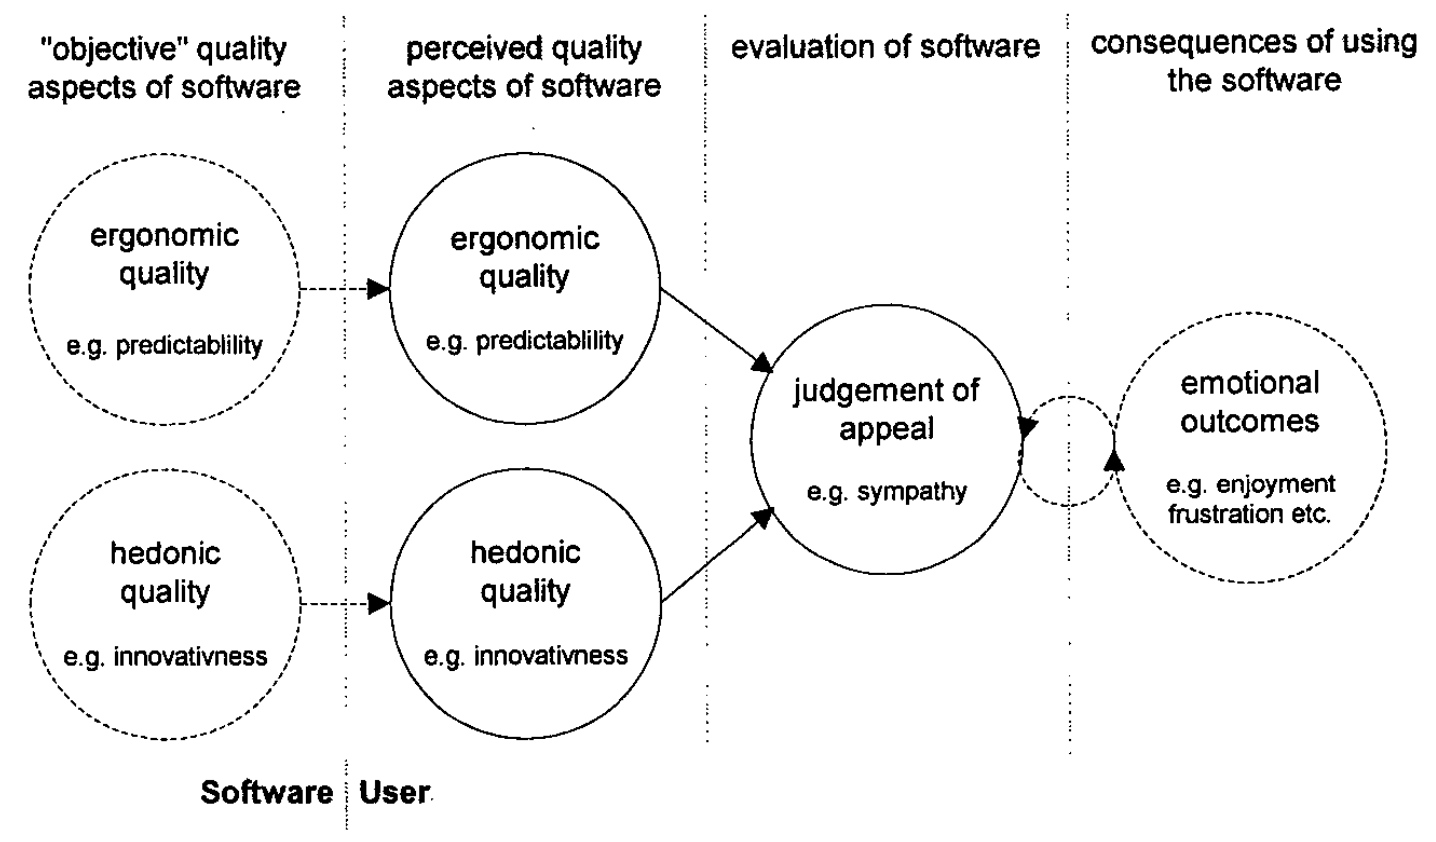 "objective" quality
aspects of software
perceived quality
aspects of software
evaluation of software
consequences of using
the software
ergonomic
quality
e.g. predictablility
ergonomic
quality
e.g. predictablility
hedonic
quality
e.g. innovativness
hedonic
quality
e.g. innovativness
judgement of
appeal
e.g. sympathy
emotional
outcomes
e.g. enjoyment
frustration etc.
Software
User